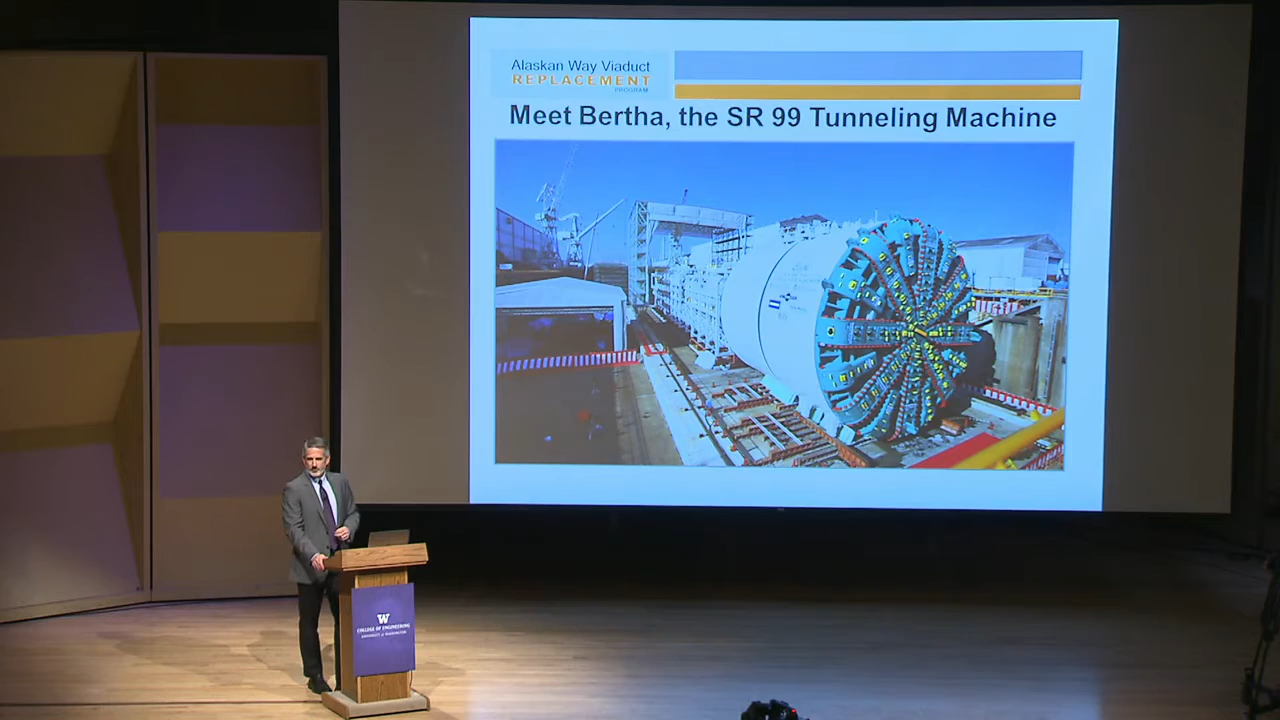 Alaskan Way Viaduct
REPLACEMENT
PROGRAM
Meet Bertha, the SR 99 Tunneling Machine
W
COLLEGE OF ENGINEERING
UNIVERSITY of WASHINGTON